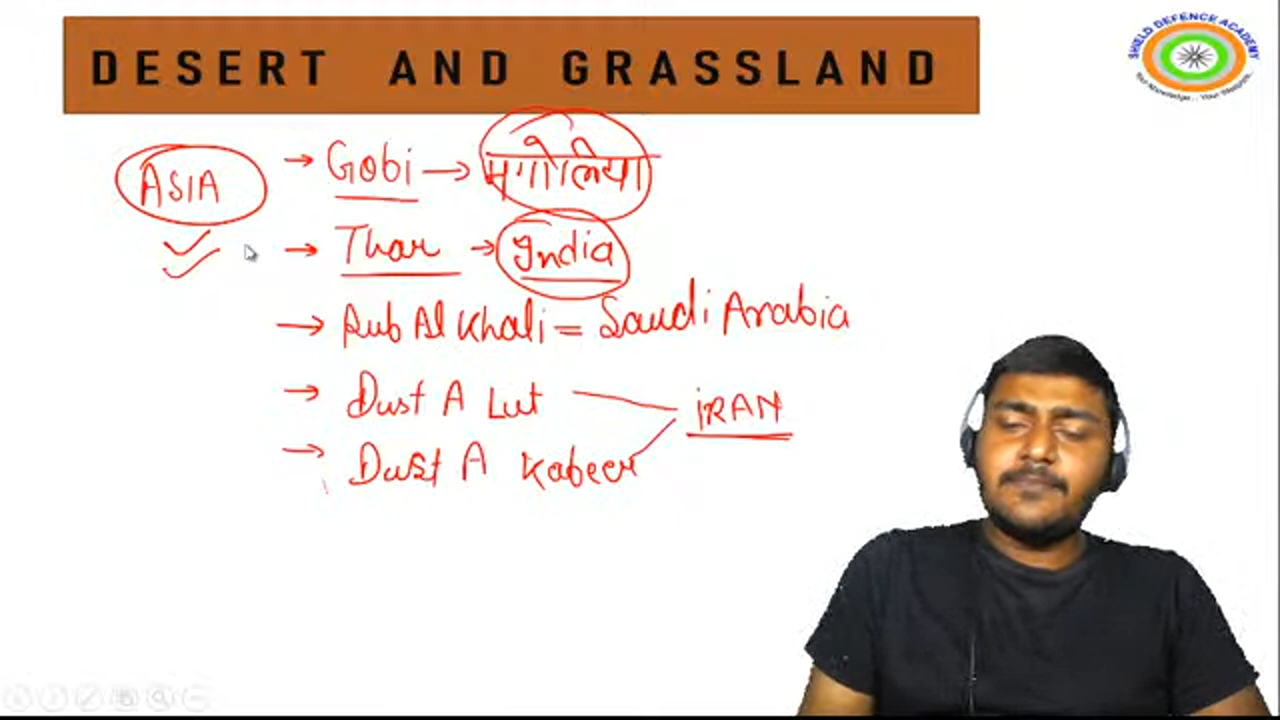 DESERT AND GRASSLAND
SHIELD DEFENCE ACADEMY
ASIA → Gobi → मगोलिया
→ Thar → India
→ Rub Al Khali = Saudi Arabia
→ Dust A Lut
IRAN
→ Dust A Kabeer